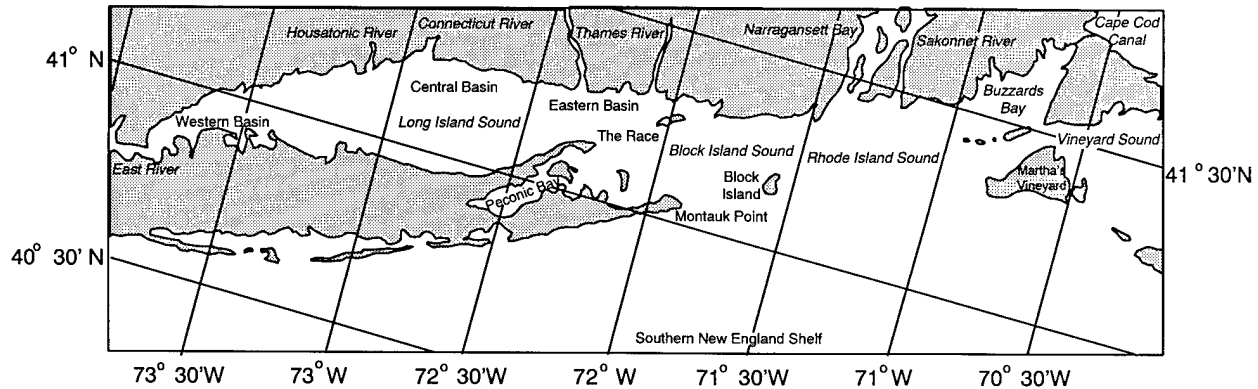 Housatonic River
Connecticut River
Thames River
Narragansett Bay
Sakonnet River
Cape Cod
Canal
41° N
Central Basin
Eastern Basin
Buzzards
Bay
Western Basin
Long Island Sound
The Race
Vineyard Sound
East River
Block Island Sound
Rhode Island Sound
Martha's
Vineyard
41° 30'N
Block
Island
Peconic Bay
Montauk Point
40° 30' N
Southern New England Shelf
73° 30'W
73° W
72° 30'W
72° W
71° 30'W
71° W
70° 30'W